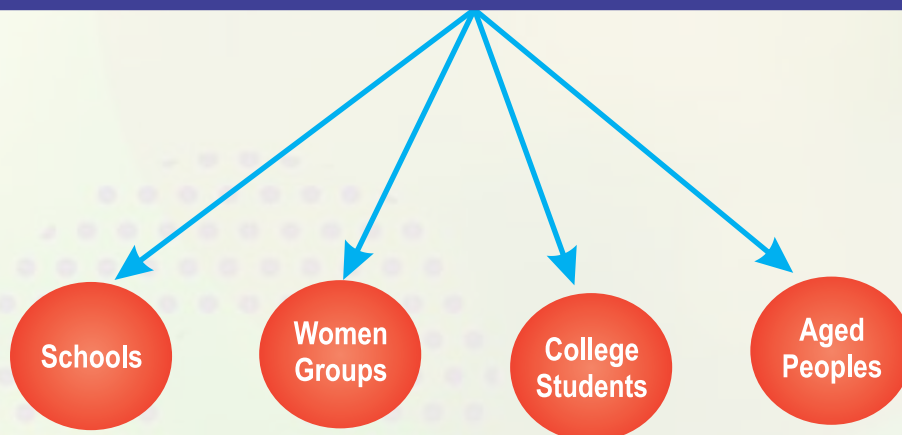 Schools
Women
Groups
College
Students
Aged
Peoples